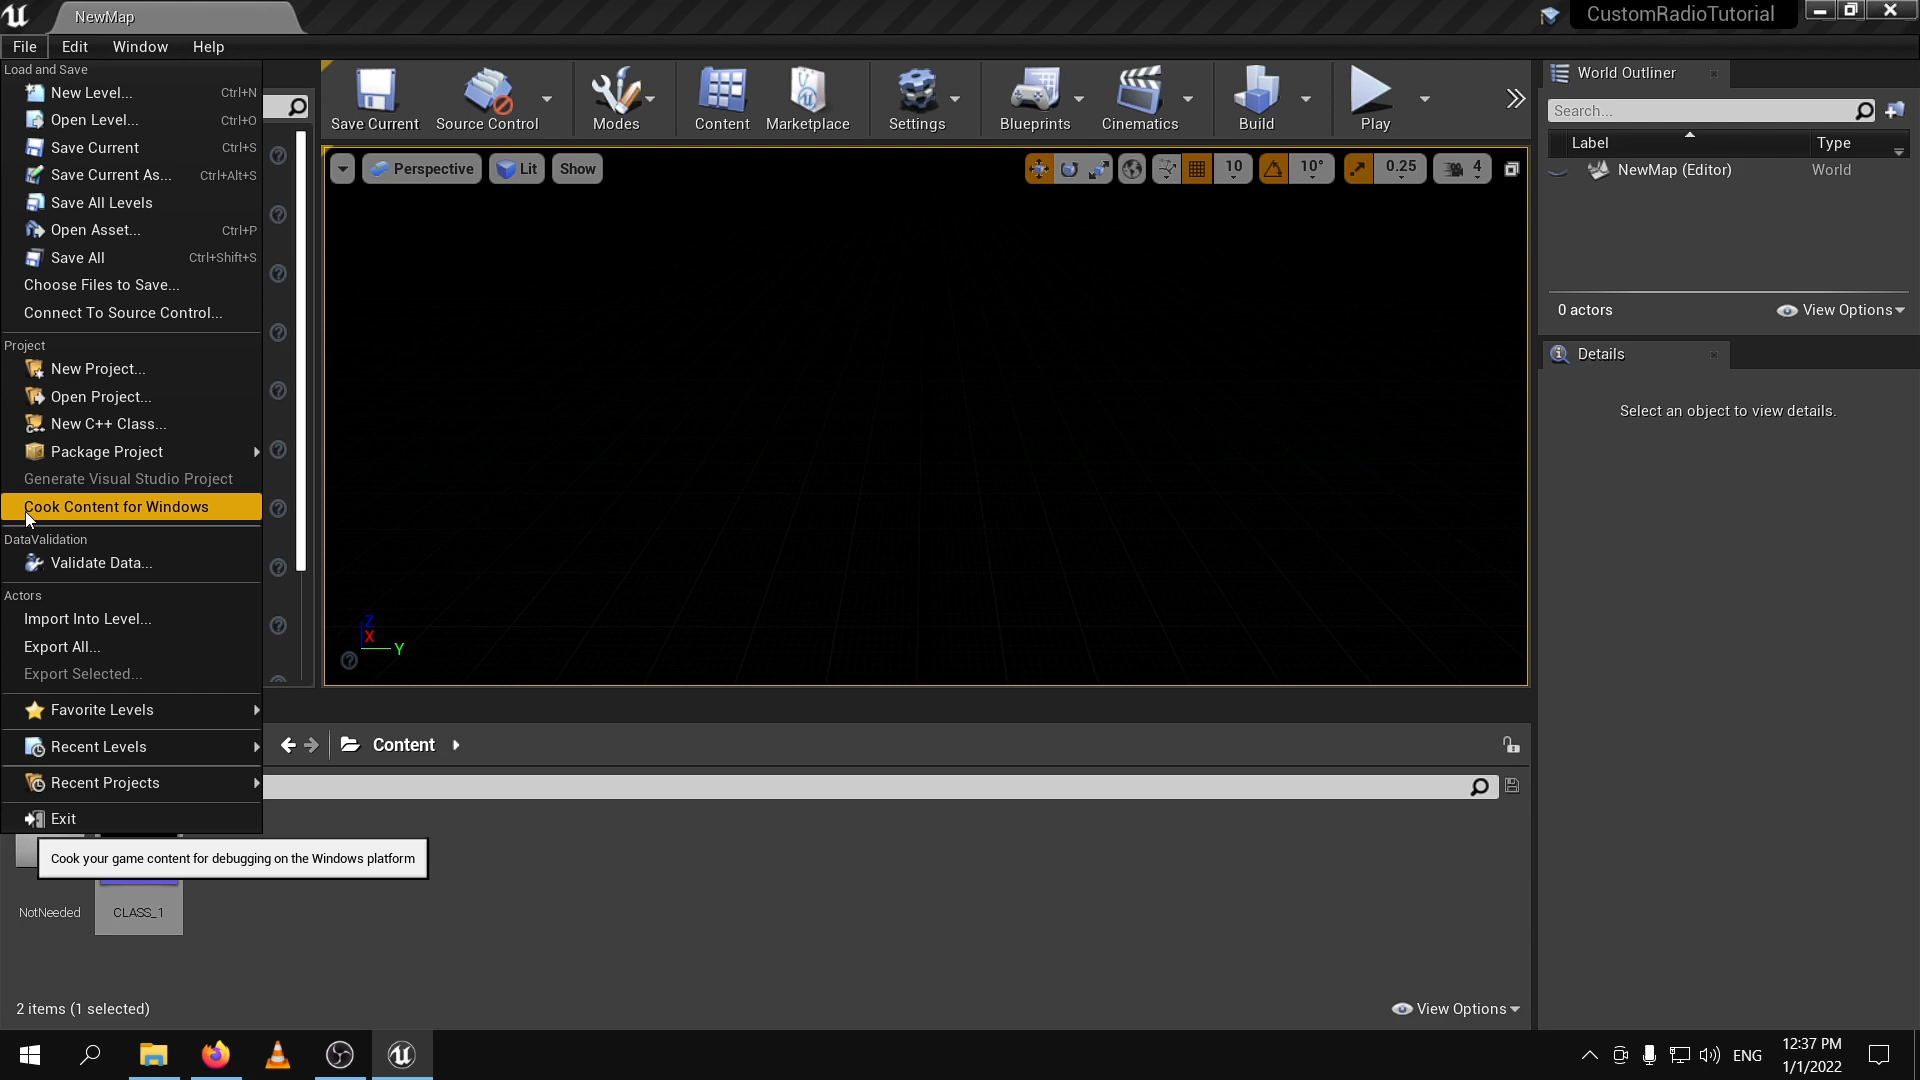 NewMap
CustomRadioTutorial
File
Edit
Window
Help
Load and Save
New Level... Ctrl+N
Open Level... Ctrl+O
Save Current Ctrl+S
Save Current As... Ctrl+Alt+S
Save All Levels
Open Asset... Ctrl+P
Save All Ctrl+Shift+S
Choose Files to Save...
Connect To Source Control...
Project
New Project...
Open Project...
New C++ Class...
Package Project
Generate Visual Studio Project
Cook Content for Windows
DataValidation
Validate Data...
Actors
Import Into Level...
Export All...
Export Selected...
Favorite Levels
Recent Levels
Recent Projects
Exit
Cook your game content for debugging on the Windows platform
Save Current
Source Control
Modes
Content
Marketplace
Settings
Blueprints
Cinematics
Build
Play
Perspective
Lit
Show
10
10°
0.25
4
Z
X
Y
World Outliner
Search...
Label
Type
NewMap (Editor)
World
0 actors
View Options
Details
Select an object to view details.
Content
NotNeeded
CLASS_1
2 items (1 selected)
View Options
ENG
12:37 PM
1/1/2022